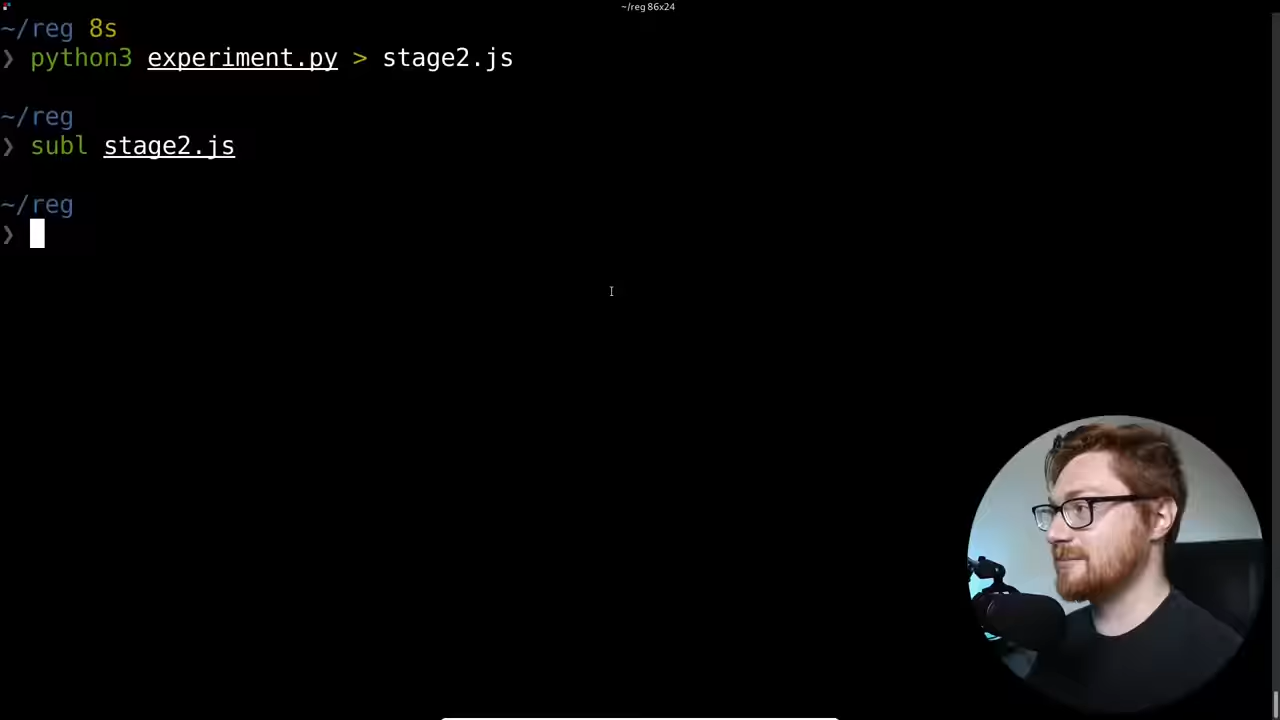 ~/reg 86x24
~/reg 8s
❯ python3 experiment.py > stage2.js
~/reg
❯ subl stage2.js
~/reg
❯